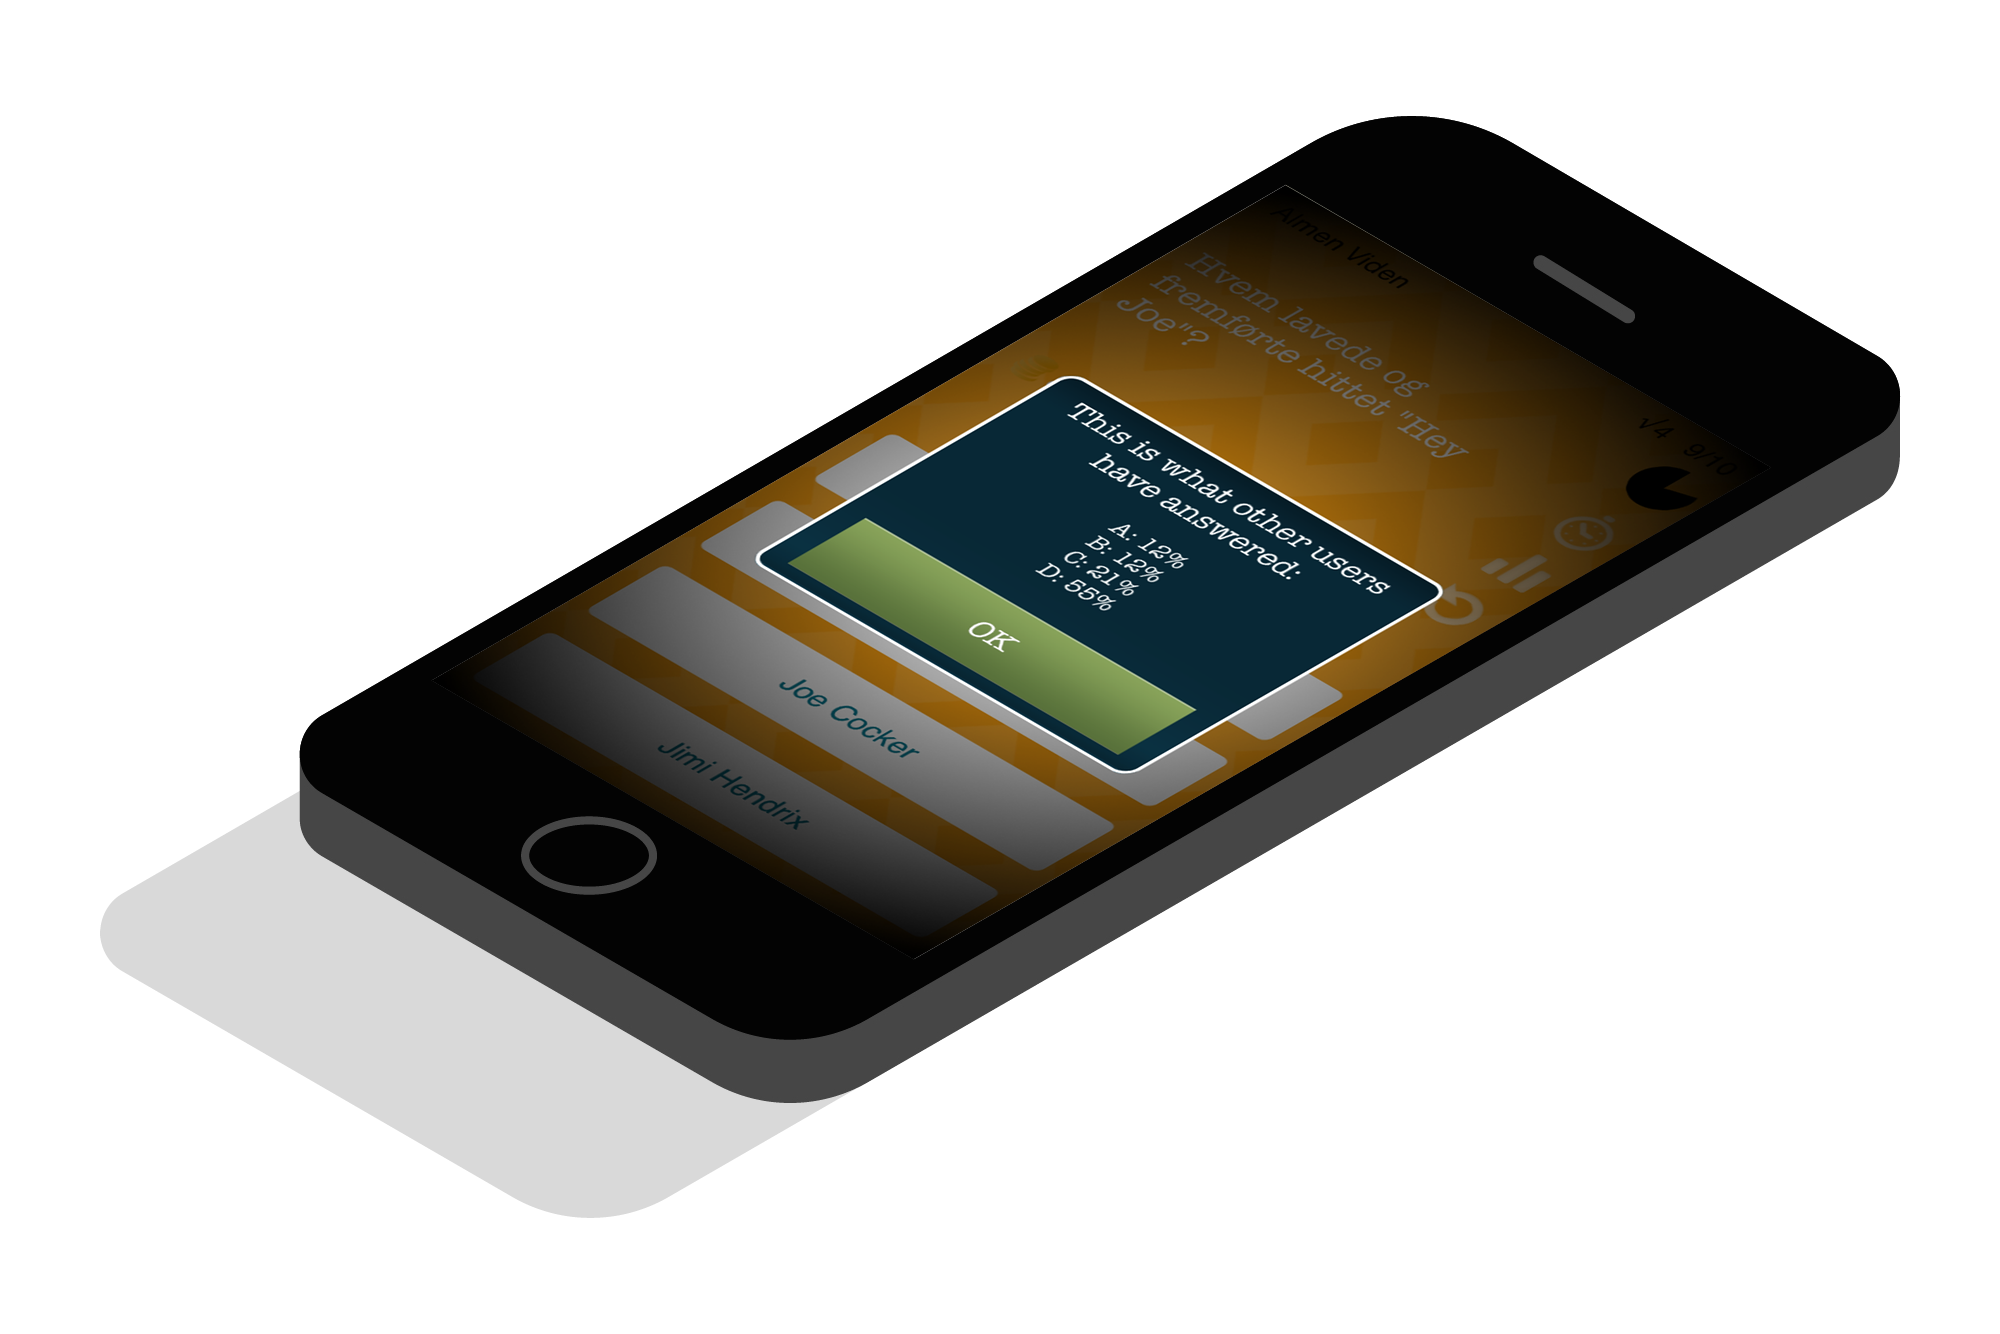 Almen Viden
√4 9/10
Hvem lavede og
fremførte hittet "Hey
Joe"?
This is what other users
have answered:
A: 12%
B: 12%
C: 21%
D: 55%
OK
Joe Cocker
Jimi Hendrix